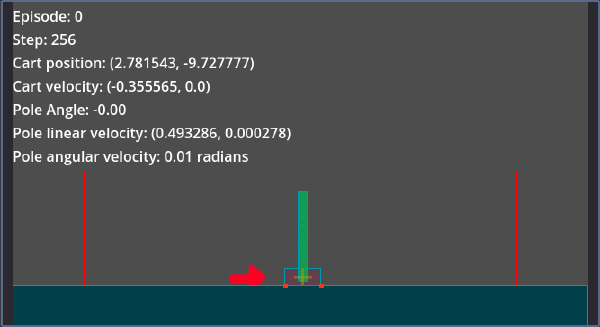 Episode: 0
Step: 256
Cart position: (2.781543, -9.727777)
Cart velocity: (-0.355565, 0.0)
Pole Angle: -0.00
Pole linear velocity: (0.493286, 0.000278)
Pole angular velocity: 0.01 radians